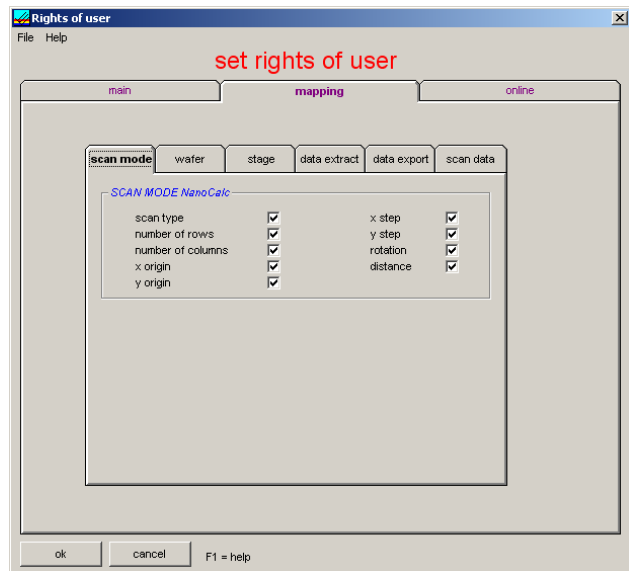 Rights of user
File Help
set rights of user
main mapping online
scan mode wafer stage data extract data export scan data
SCAN MODE NanoCalc
scan type x step
number of rows y step
number of columns rotation
x origin distance
y origin
ok cancel F1 = help